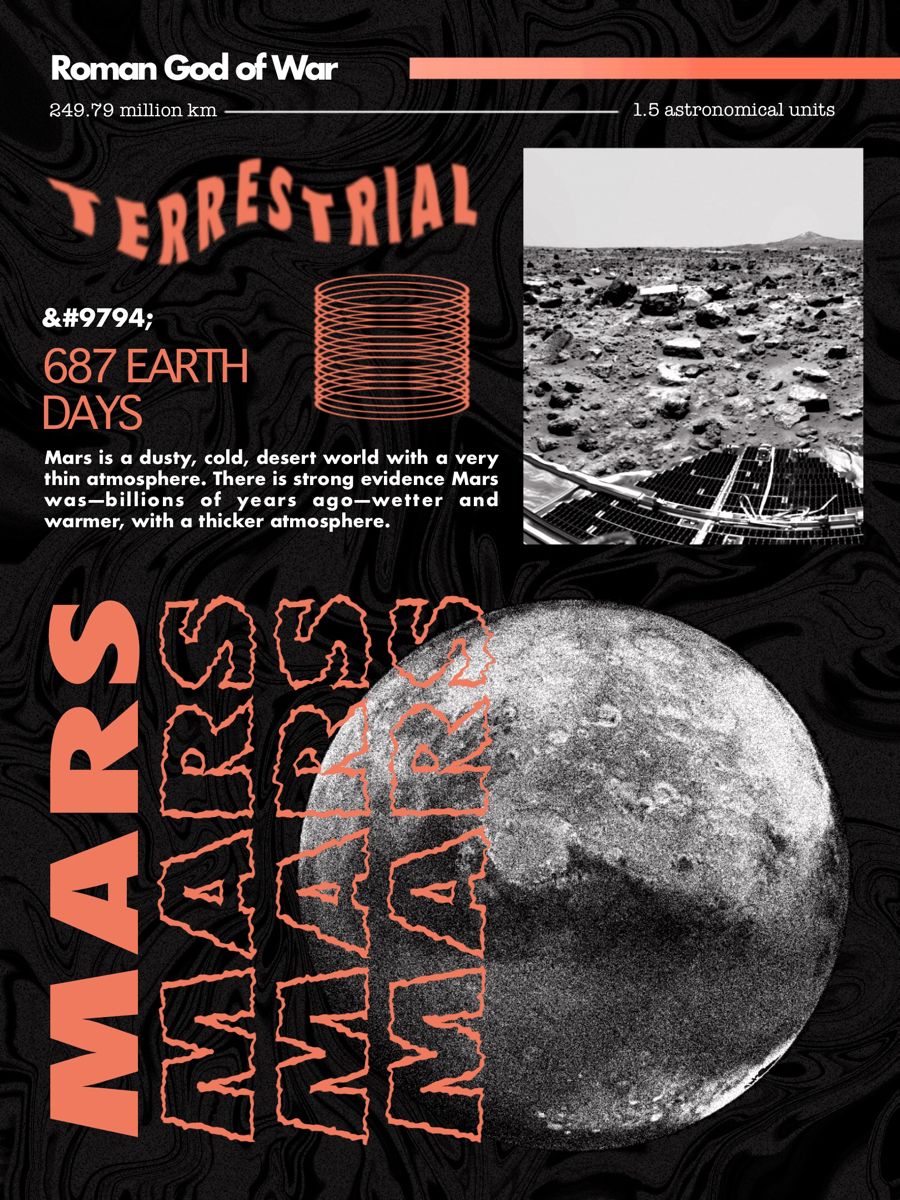 Roman God of War
249.79 million km
1.5 astronomical units
TERRESTRIAL
&#9794;
687 EARTH
DAYS
Mars is a dusty, cold, desert world with a very
thin atmosphere. There is strong evidence Mars
was—billions of years ago—wetter and
warmer, with a thicker atmosphere.
MARS
MARS
MARS
MARS